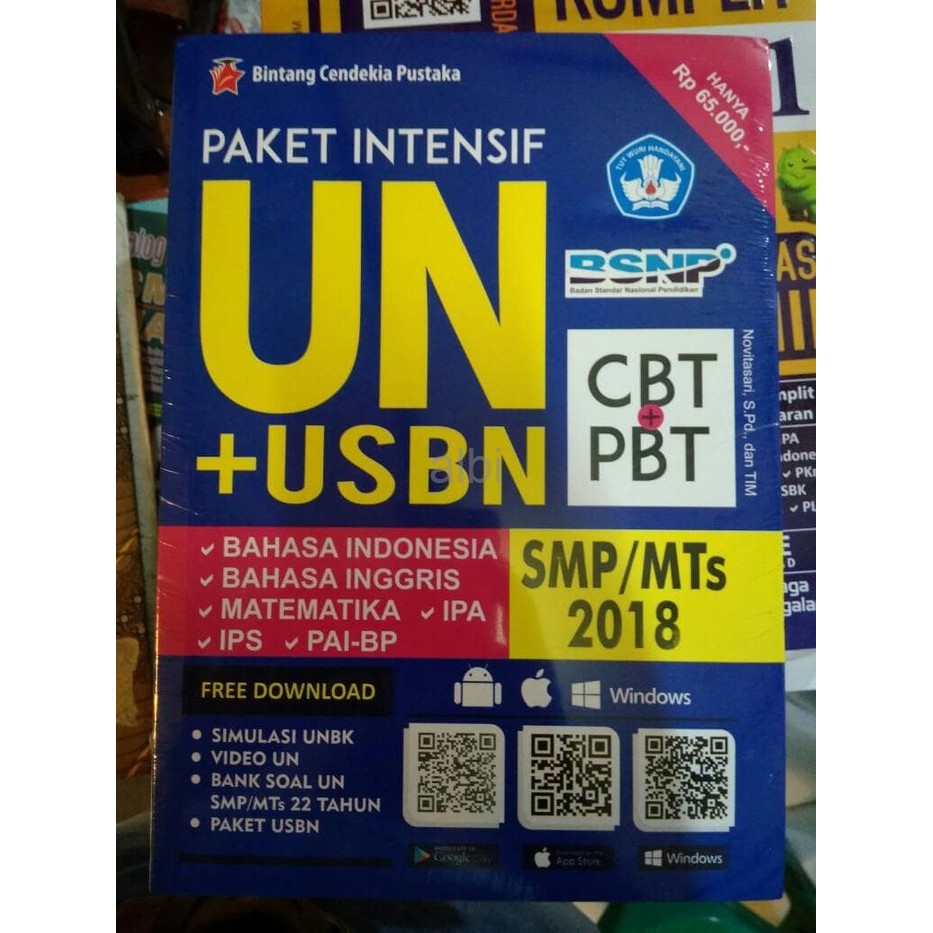 Bintang Cendekia Pustaka
HANYA
Rp 65.000,-
PAKET INTENSIF
UN
+USBN
TUT WURI HANDAYANI
BSNP
Badan Standar Nasional Pendidikan
CBT
+
PBT
Novitasari, S.Pd., dan TIM
aibi
BAHASA INDONESIA
BAHASA INGGRIS
MATEMATIKA IPA
IPS PAI-BP
SMP/MTs
2018
FREE DOWNLOAD
Windows
SIMULASI UNBK
VIDEO UN
BANK SOAL UN
SMP/MTs 22 TAHUN
PAKET USBN
Google Play
App Store
Windows